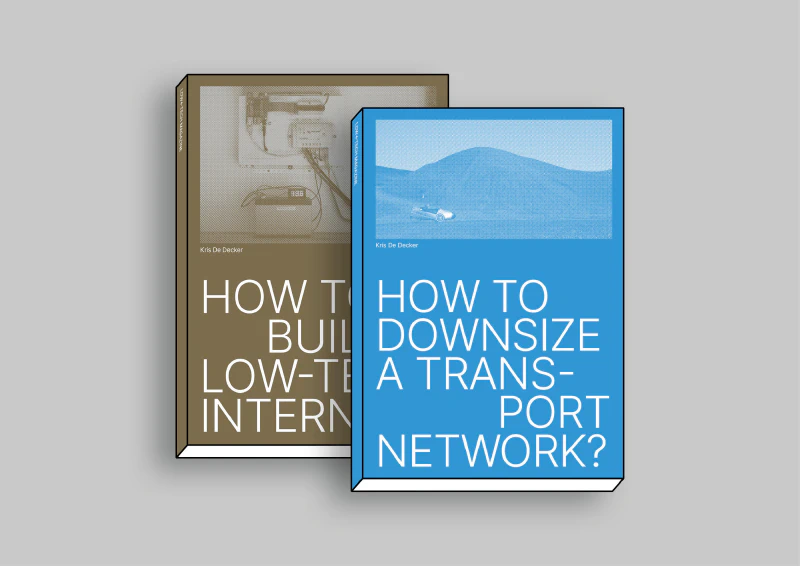 Kris De Decker
HOW TO
BUIL
LOW-TE
INTERN
Kris De Decker
HOW TO
DOWNSIZE
A TRANS-
PORT
NETWORK?